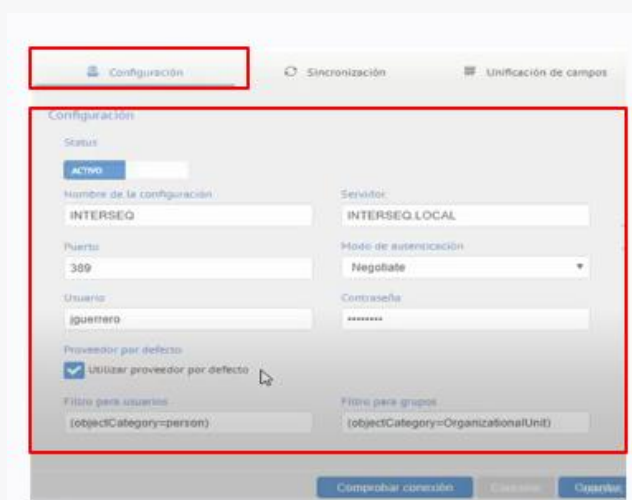 Configuración Sincronización Unificación de campos
Configuración
Status
ACTIVO
Nombre de la configuración Servidor
INTERSEQ INTERSEQ.LOCAL
Puerto Modo de autenticación
389 Negotiate
Usuario Contraseña
jguerrero ••••••••
Proveedor por defecto
Utilizar proveedor por defecto
Filtro para usuarios Filtro para grupos
(objectCategory=person) (objectCategory=OrganizationalUnit)
Comprobar conexión Cancelar Guardar